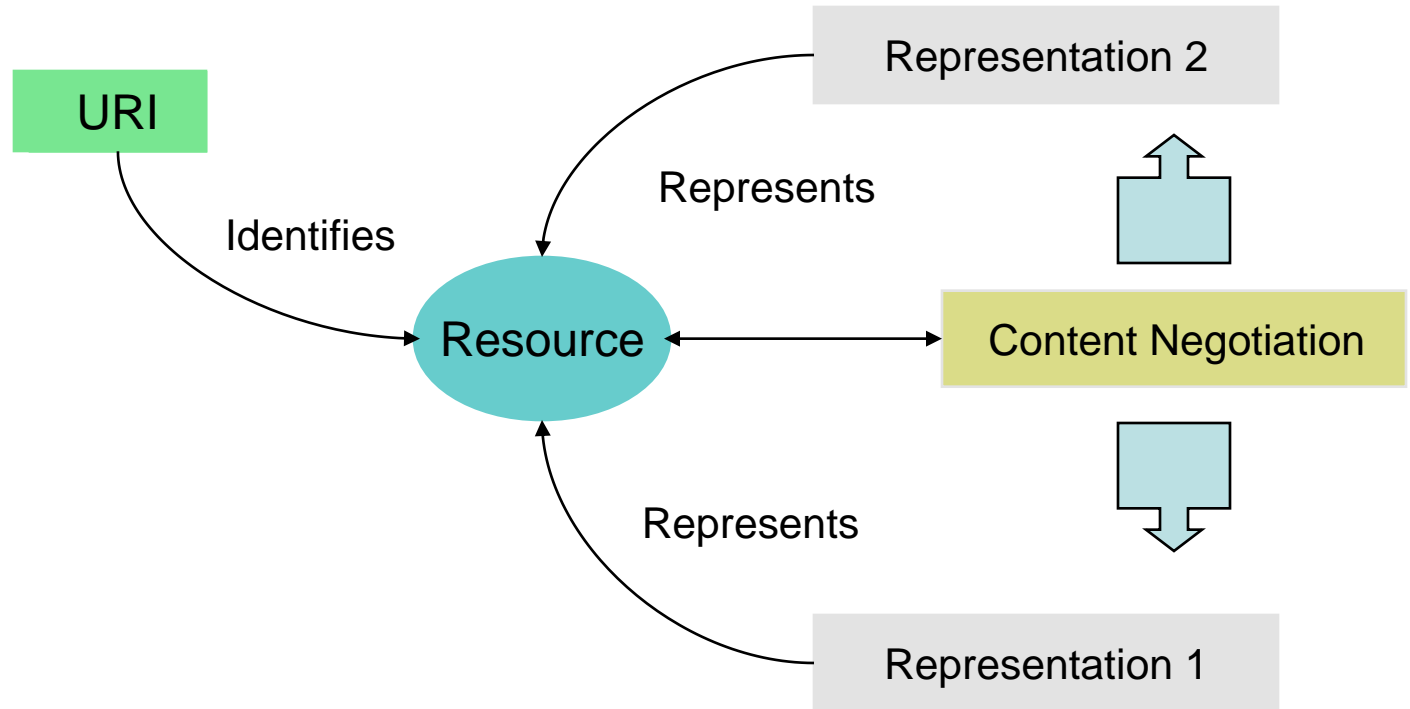 Representation 2
URI
Represents
Identifies
Resource
Content Negotiation
Represents
Representation 1